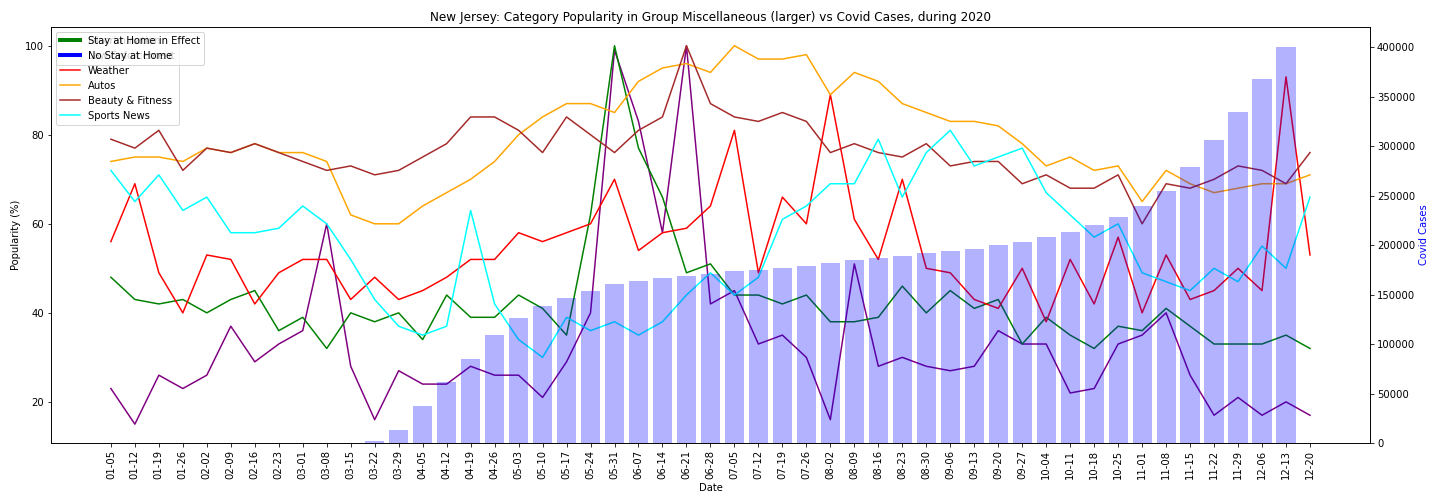 New Jersey: Category Popularity in Group Miscellaneous (larger) vs Covid Cases, during 2020
Stay at Home in Effect
No Stay at Home
Weather
Autos
Beauty & Fitness
Sports News
Popularity (%)
100
80
60
40
20
Covid Cases
400000
350000
300000
250000
200000
150000
100000
50000
0
01-05 01-12 01-19 01-26 02-02 02-09 02-16 02-23 03-01 03-08 03-15 03-22 03-29 04-05 04-12 04-19 04-26 05-03 05-10 05-17 05-24 05-31 06-07 06-14 06-21 06-28 07-05 07-12 07-19 07-26 08-02 08-09 08-16 08-23 08-30 09-06 09-13 09-20 09-27 10-04 10-11 10-18 10-25 11-01 11-08 11-15 11-22 11-29 12-06 12-13 12-20
Date